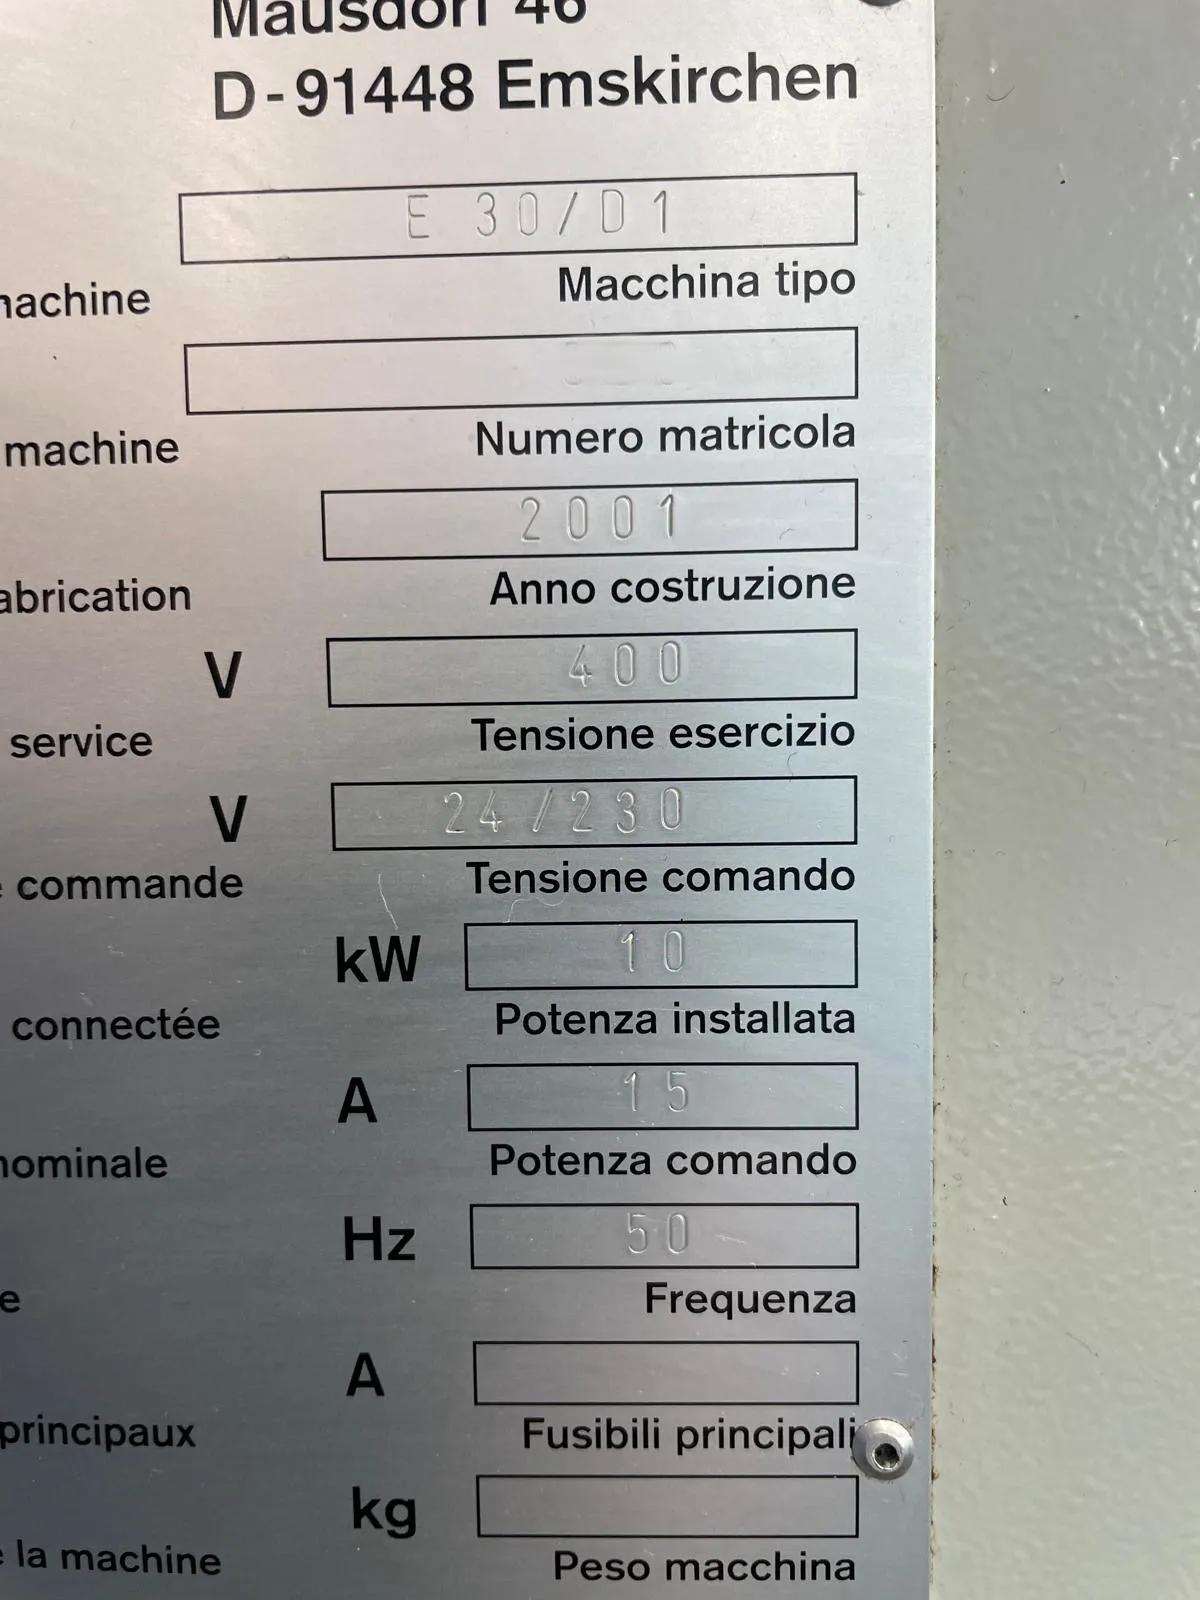 Mausdorf 46
D-91448 Emskirchen
E 30/D1
machine Macchina tipo
machine Numero matricola
2001
abrication Anno costruzione
V 400
service Tensione esercizio
V 24/230
commande Tensione comando
kW 10
connectée Potenza installata
A 15
nominale Potenza comando
Hz 50
e Frequenza
A
principaux Fusibili principali
kg
la machine Peso macchina